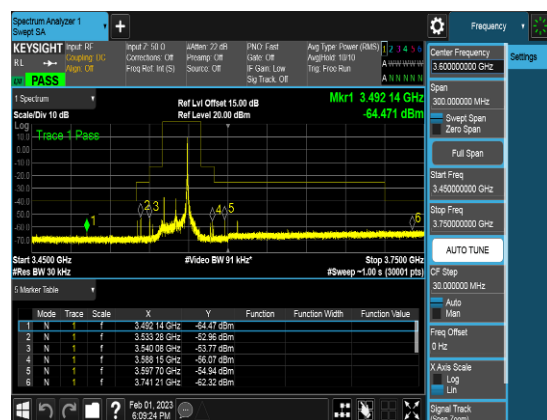 Spectrum Analyzer 1
Swept SA
+
Frequency
KEYSIGHT
RL
PASS
Input: RF
Coupling: DC
Align: Off
Input Z: 50 Ω
Corrections: Off
Freq Ref: Int (S)
#Atten: 22 dB
Preamp: Off
Source: Off
PNO: Fast
Gate: Off
IF Gain: Low
Sig Track: Off
Avg Type: Power (RMS)
Avg|Hold: 10/10
Trig: Free Run
1 2 3 4 5 6
A W W W W W
A N N N N N
1 Spectrum
Scale/Div 10 dB
Ref Lvl Offset 15.00 dB
Ref Level 20.00 dBm
Mkr1 3.492 14 GHz
-64.471 dBm
Log
Trace 1 Pass
10.0
0.00
-10.0
-20.0
-30.0
-40.0
-50.0
-60.0
-70.0
1
2 3
4 5
6
Start 3.4500 GHz
#Video BW 91 kHz*
Stop 3.7500 GHz
#Res BW 30 kHz
#Sweep ~1.00 s (30001 pts)
5 Marker Table
Mode Trace Scale X Y Function Function Width Function Value
1 N 1 f 3.492 14 GHz -64.47 dBm
2 N 1 f 3.533 28 GHz -52.96 dBm
3 N 1 f 3.540 08 GHz -53.77 dBm
4 N 1 f 3.588 15 GHz -56.07 dBm
5 N 1 f 3.597 70 GHz -54.94 dBm
6 N 1 f 3.741 21 GHz -62.32 dBm
Feb 01, 2023
6:09:24 PM
Center Frequency
3.600000000 GHz
Settings
Span
300.000000 MHz
Swept Span
Zero Span
Full Span
Start Freq
3.450000000 GHz
Stop Freq
3.750000000 GHz
AUTO TUNE
CF Step
30.000000 MHz
Auto
Man
Freq Offset
0 Hz
X Axis Scale
Log
Lin
Signal Track
(Span Zoom)